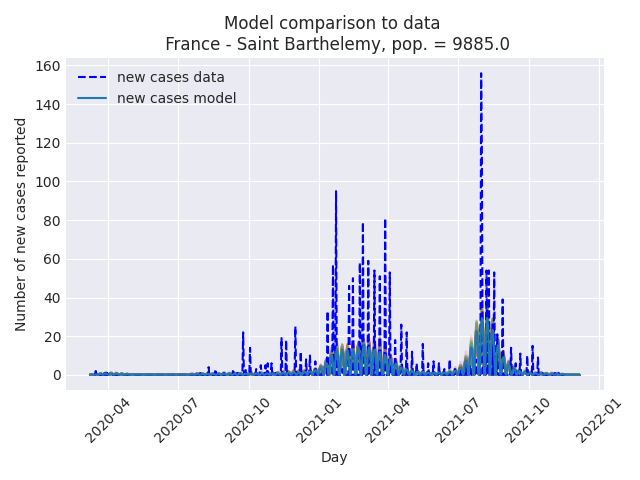 Model comparison to data
France - Saint Barthelemy, pop. = 9885.0
new cases data
new cases model
Number of new cases reported
160
140
120
100
80
60
40
20
0
2020-04
2020-07
2020-10
2021-01
2021-04
2021-07
2021-10
2022-01
Day